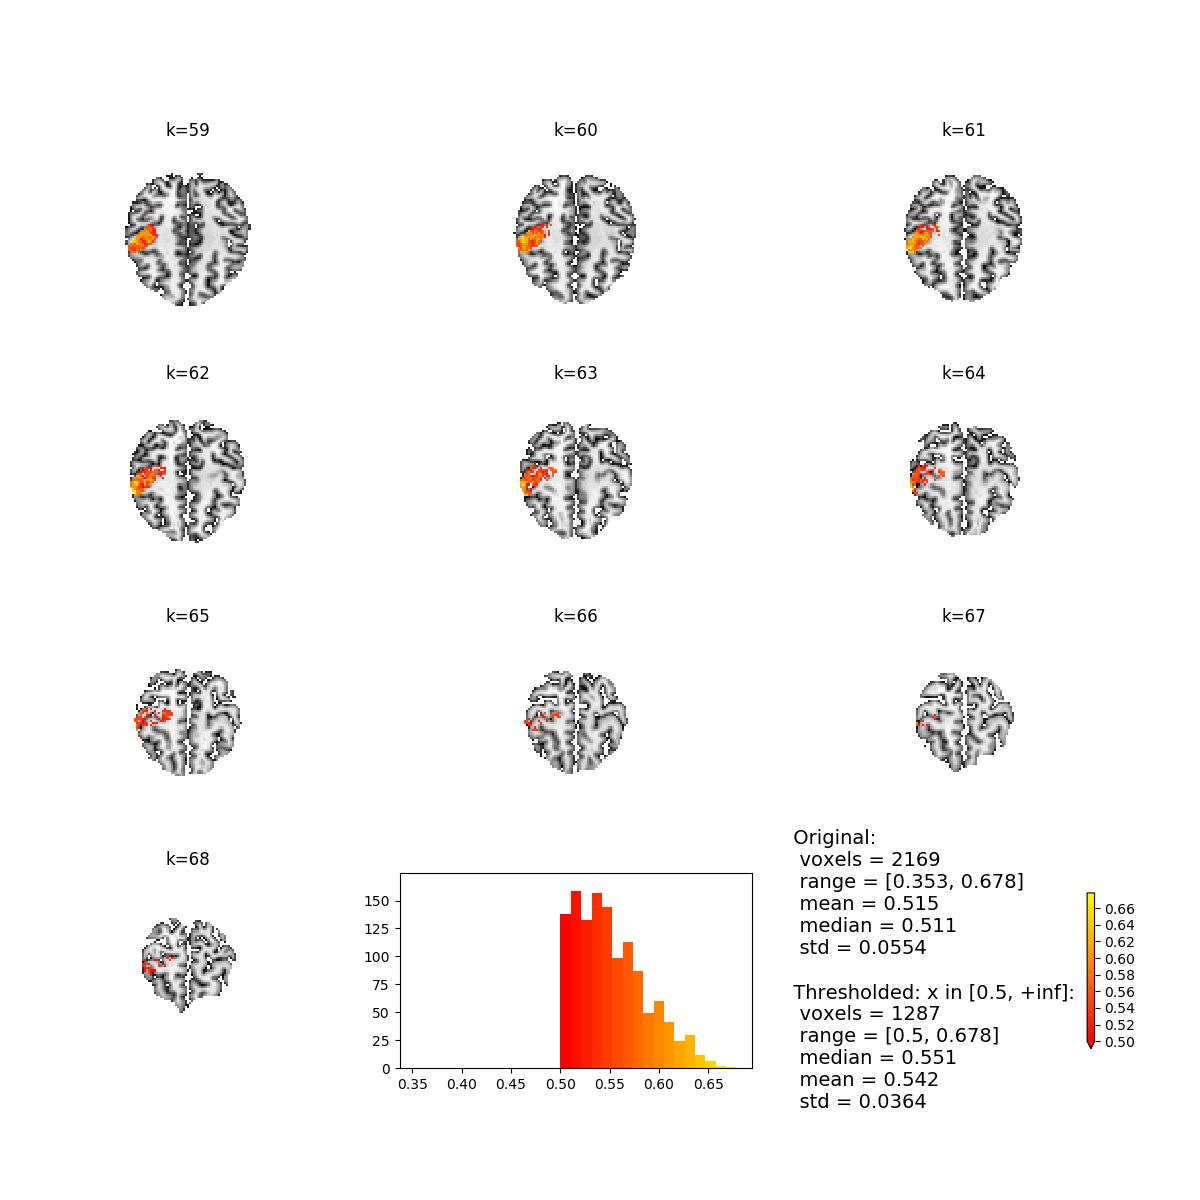 k=59
k=60
k=61
k=62
k=63
k=64
k=65
k=66
k=67
k=68
150
125
100
75
50
25
0
0.35 0.40 0.45 0.50 0.55 0.60 0.65
Original:
voxels = 2169
range = [0.353, 0.678]
mean = 0.515
median = 0.511
std = 0.0554
Thresholded: x in [0.5, +inf]:
voxels = 1287
range = [0.5, 0.678]
median = 0.551
mean = 0.542
std = 0.0364
0.66
0.64
0.62
0.60
0.58
0.56
0.54
0.52
0.50